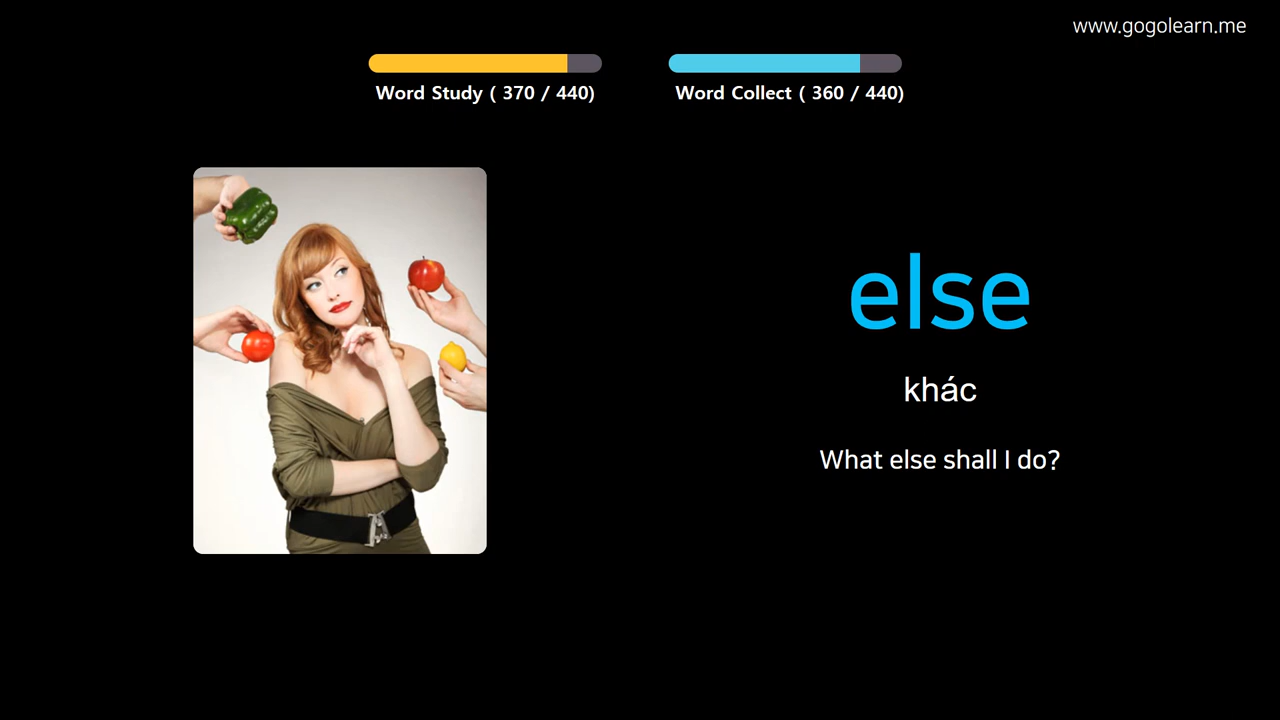 www.gogolearn.me
Word Study ( 370 / 440)
Word Collect ( 360 / 440)
else
khác
What else shall I do?